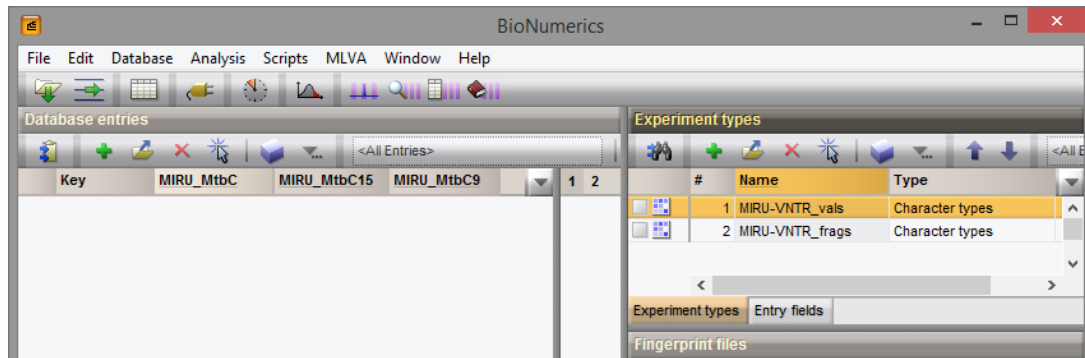 BioNumerics
File Edit Database Analysis Scripts MLVA Window Help
Database entries
<All Entries>
Key MIRU_MtbC MIRU_MtbC15 MIRU_MtbC9 1 2
Experiment types
<All E
# Name Type
1 MIRU-VNTR_vals Character types
2 MIRU-VNTR_frags Character types
Experiment types Entry fields
Fingerprint files